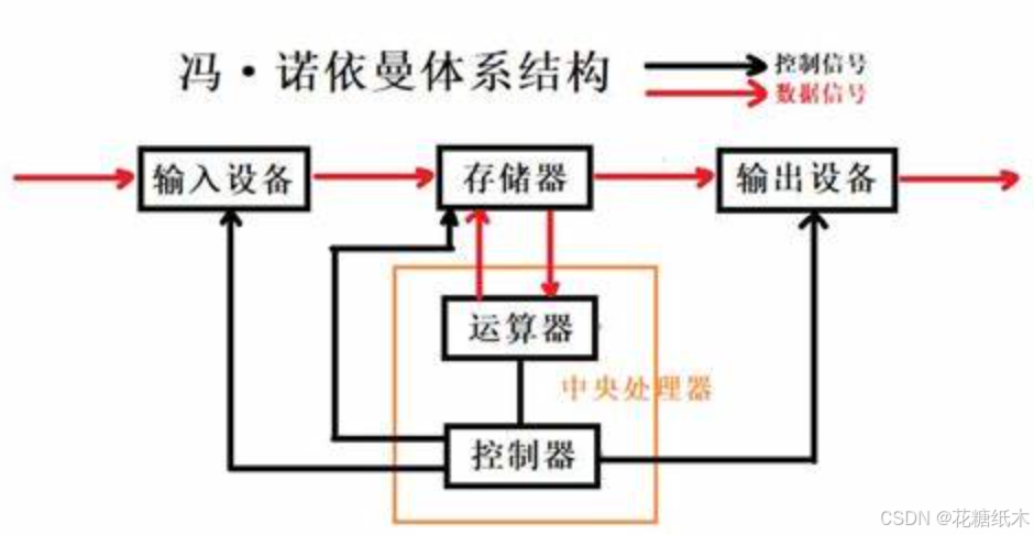 冯·诺依曼体系结构
控制信号
数据信号
输入设备
存储器
输出设备
运算器
中央处理器
控制器
CSDN @花糖纸木